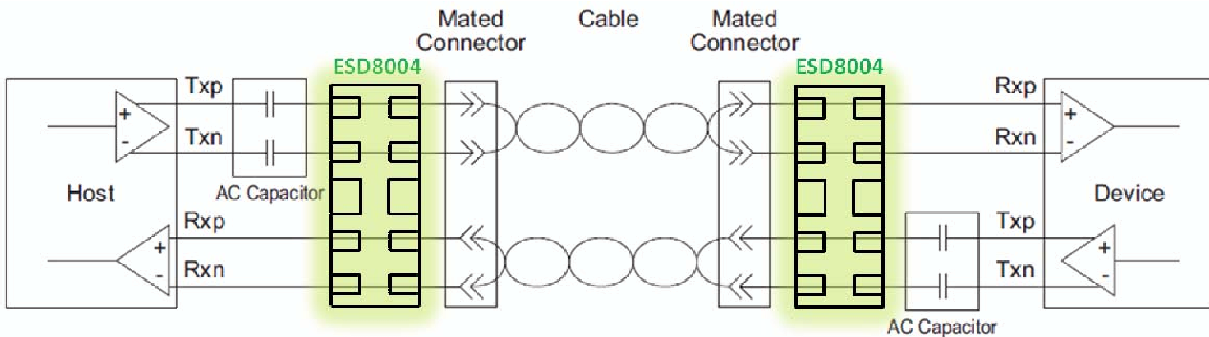 Mated
Connector
Cable
Mated
Connector
ESD8004
ESD8004
Txp
Txn
Rxp
Rxn
+
-
+
-
Host
AC Capacitor
Device
Rxp
Rxn
Txp
Txn
+
-
+
-
AC Capacitor